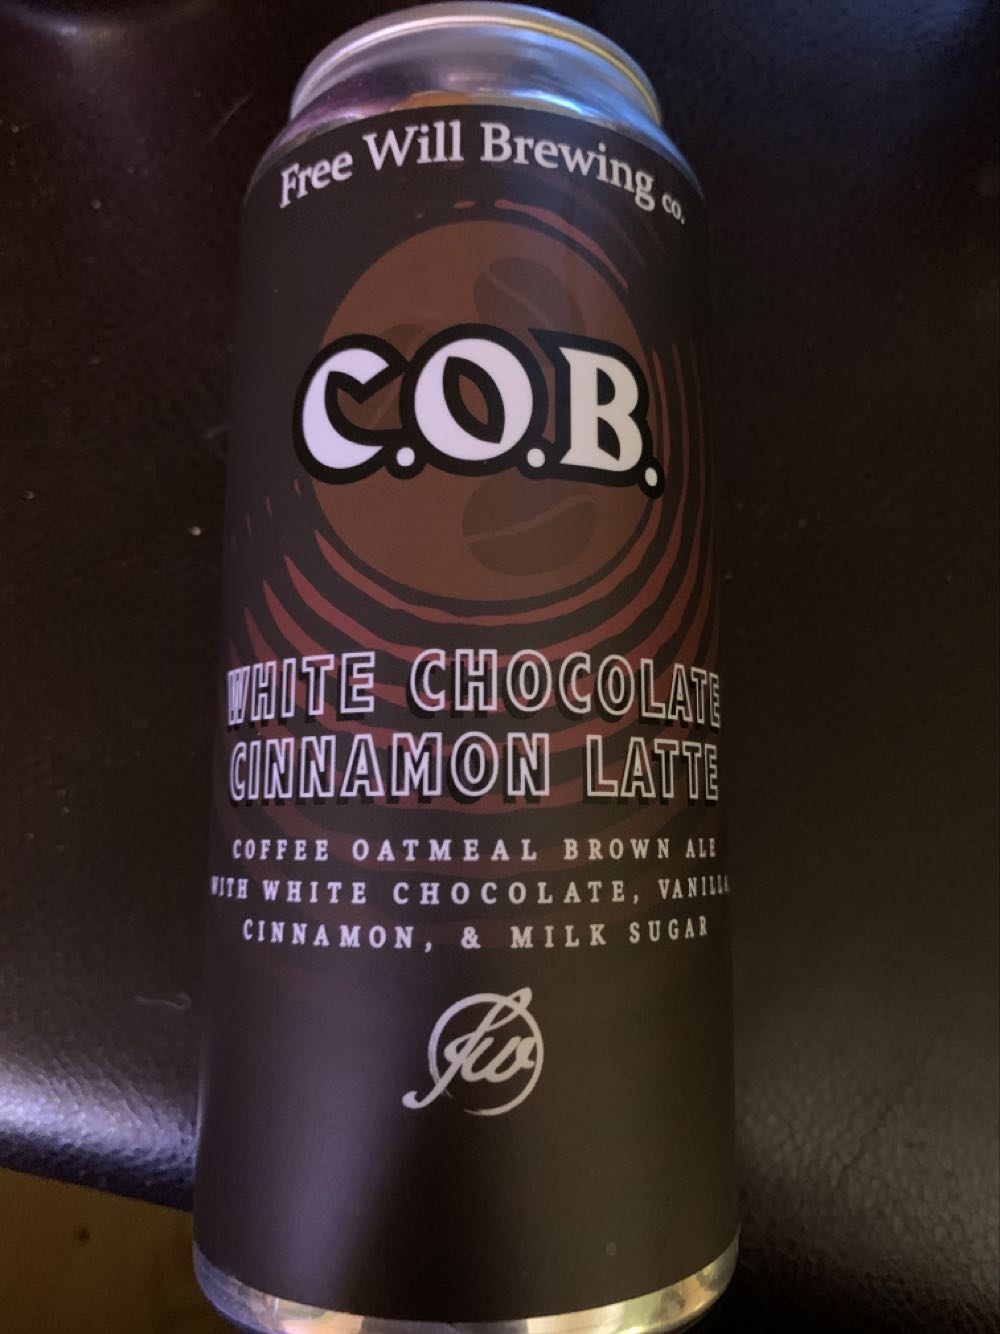 Free Will Brewing co.
C.O.B.
WHITE CHOCOLATE
CINNAMON LATTE
COFFEE OATMEAL BROWN ALE
WITH WHITE CHOCOLATE, VANILLA,
CINNAMON, & MILK SUGAR
fw